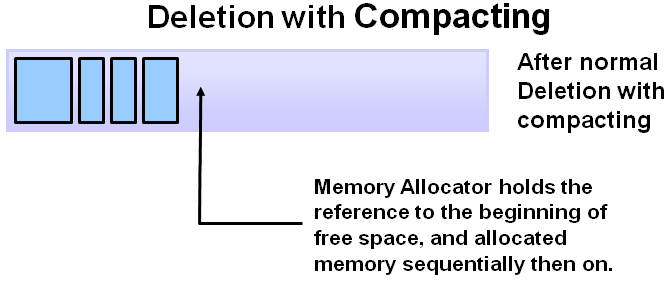 Deletion with Compacting
After normal
Deletion with
compacting
Memory Allocator holds the
reference to the beginning of
free space, and allocated
memory sequentially then on.